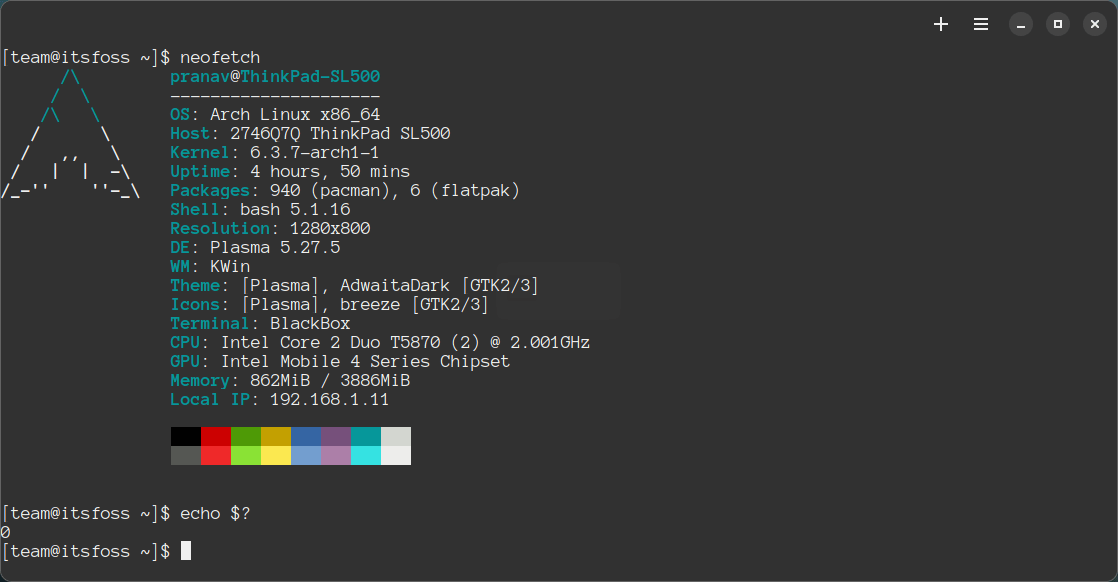 [team@itsfoss ~]$ neofetch
pranav@ThinkPad-SL500
---------------------
OS: Arch Linux x86_64
Host: 2746Q7Q ThinkPad SL500
Kernel: 6.3.7-arch1-1
Uptime: 4 hours, 50 mins
Packages: 940 (pacman), 6 (flatpak)
Shell: bash 5.1.16
Resolution: 1280x800
DE: Plasma 5.27.5
WM: KWin
Theme: [Plasma], AdwaitaDark [GTK2/3]
Icons: [Plasma], breeze [GTK2/3]
Terminal: BlackBox
CPU: Intel Core 2 Duo T5870 (2) @ 2.001GHz
GPU: Intel Mobile 4 Series Chipset
Memory: 862MiB / 3886MiB
Local IP: 192.168.1.11
[team@itsfoss ~]$ echo $?
0
[team@itsfoss ~]$